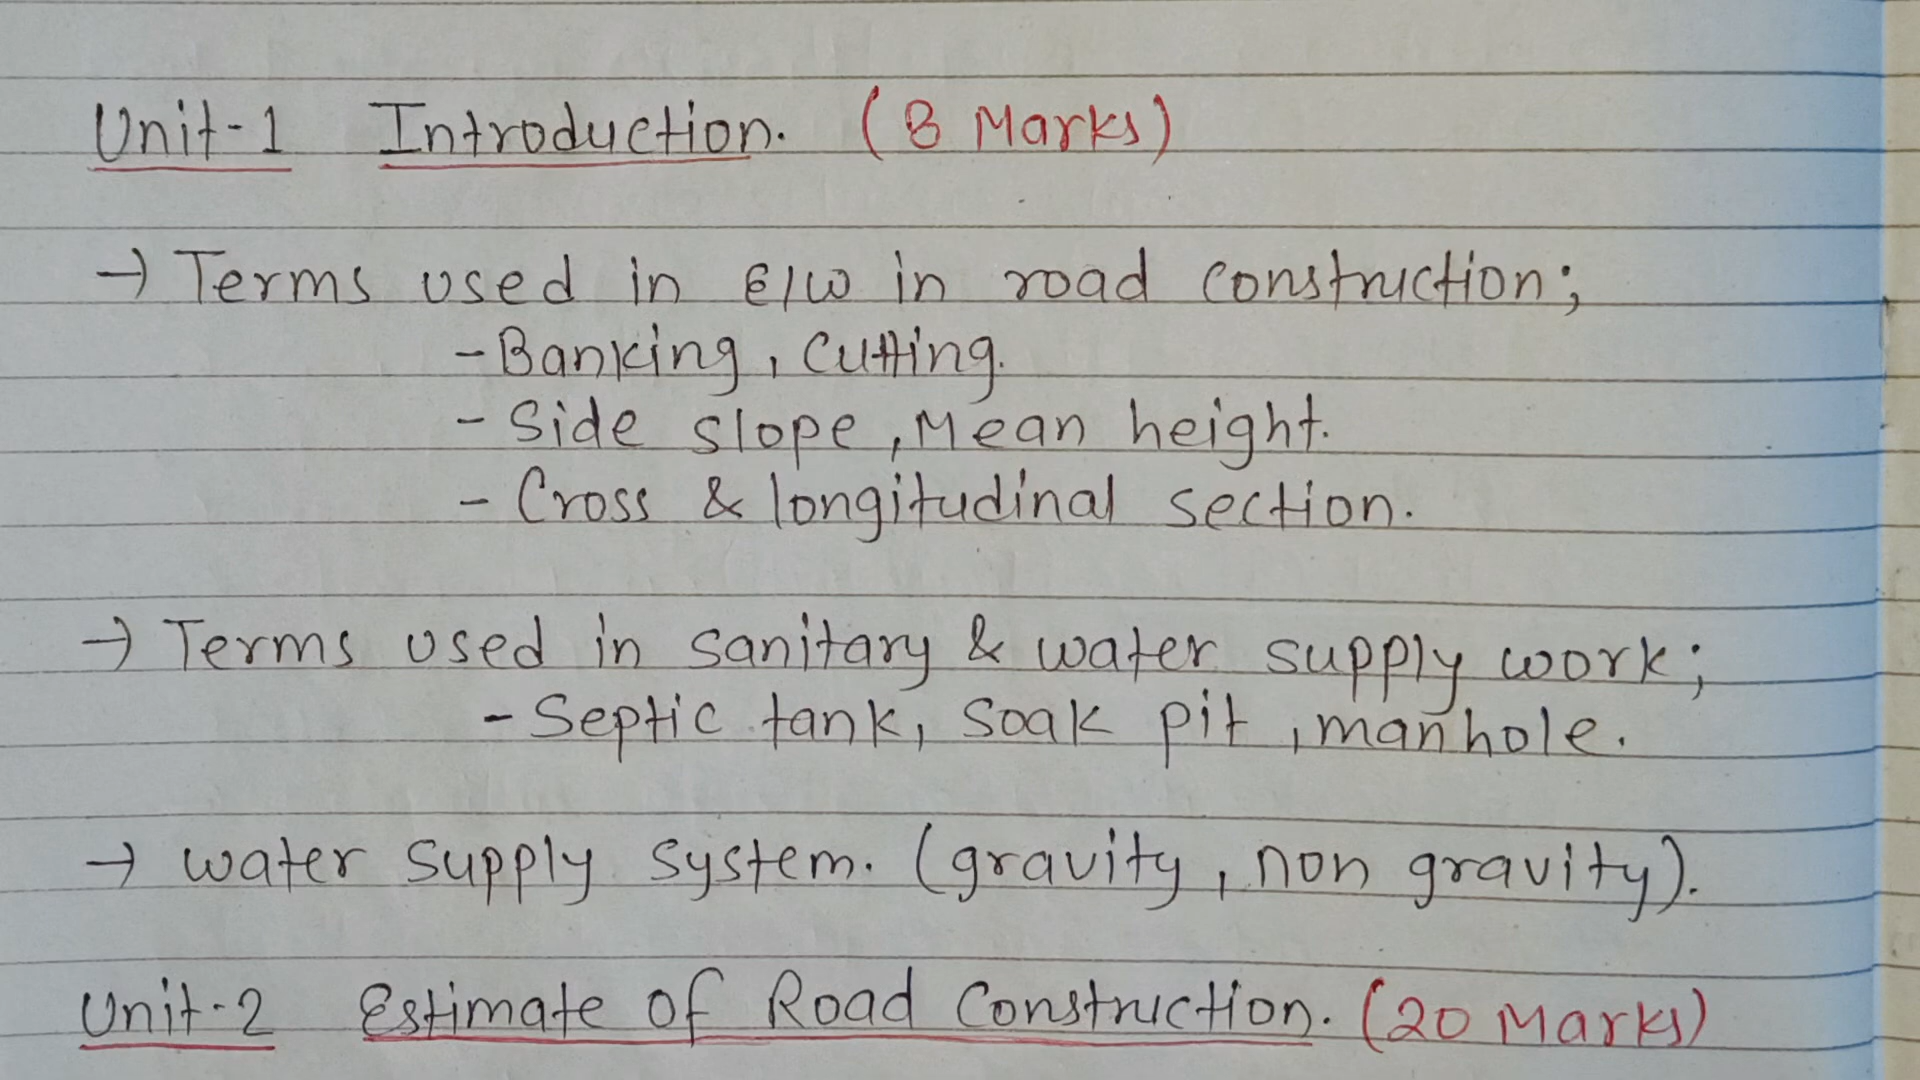 Unit-1 Introduction. (8 Marks)
→ Terms used in E/W in road construction;
- Banking, Cutting.
- Side slope, Mean height.
- Cross & longitudinal section.
→ Terms used in sanitary & water supply work;
- Septic tank, Soak pit, manhole.
→ water supply system. (gravity, non gravity).
Unit-2 Estimate of Road Construction. (20 Marks)